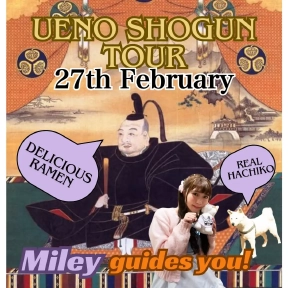 UENO SHOGUN
TOUR
27th February
DELICIOUS
RAMEN
REAL
HACHIKO
Miley guides you!